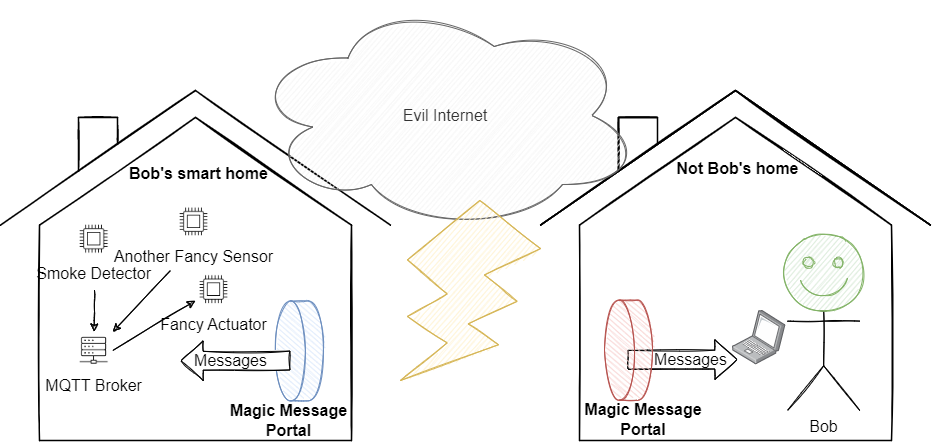 Evil Internet
Bob's smart home
Not Bob's home
Another Fancy Sensor
Smoke Detector
Fancy Actuator
Messages
Messages
MQTT Broker
Magic Message
Portal
Magic Message
Portal
Bob